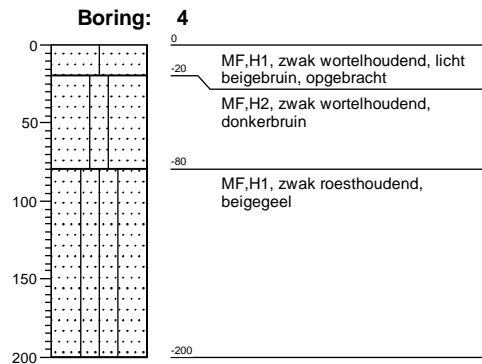 Boring: 4
0
0
MF,H1, zwak wortelhoudend, licht
beigebruin, opgebracht
-20
MF,H2, zwak wortelhoudend,
donkerbruin
50
-80
MF,H1, zwak roesthoudend,
beigegeel
100
150
200
-200